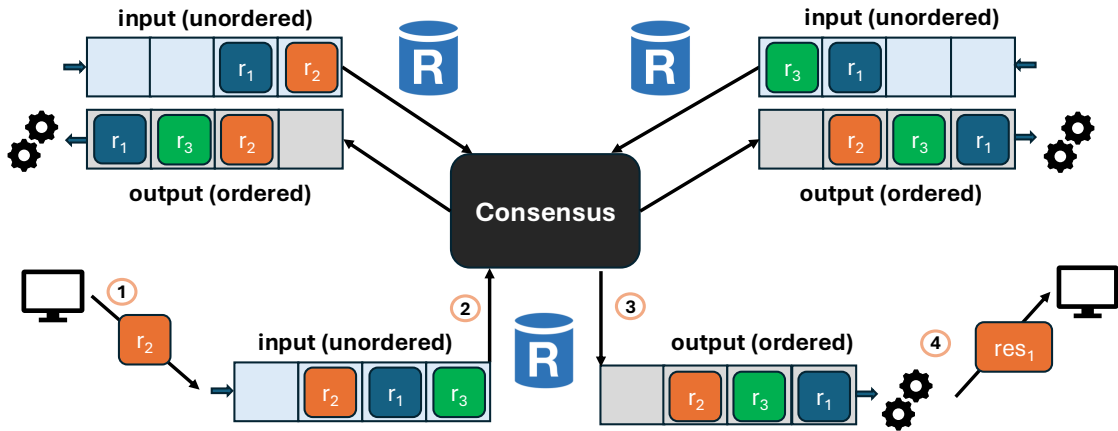 input (unordered)
r₁
r₂
R
r₁
r₃
r₂
output (ordered)
R
input (unordered)
r₃
r₁
r₂
r₃
r₁
output (ordered)
Consensus
1
r₂
2
input (unordered)
r₂
r₁
r₃
R
3
output (ordered)
r₂
r₃
r₁
4
res₁